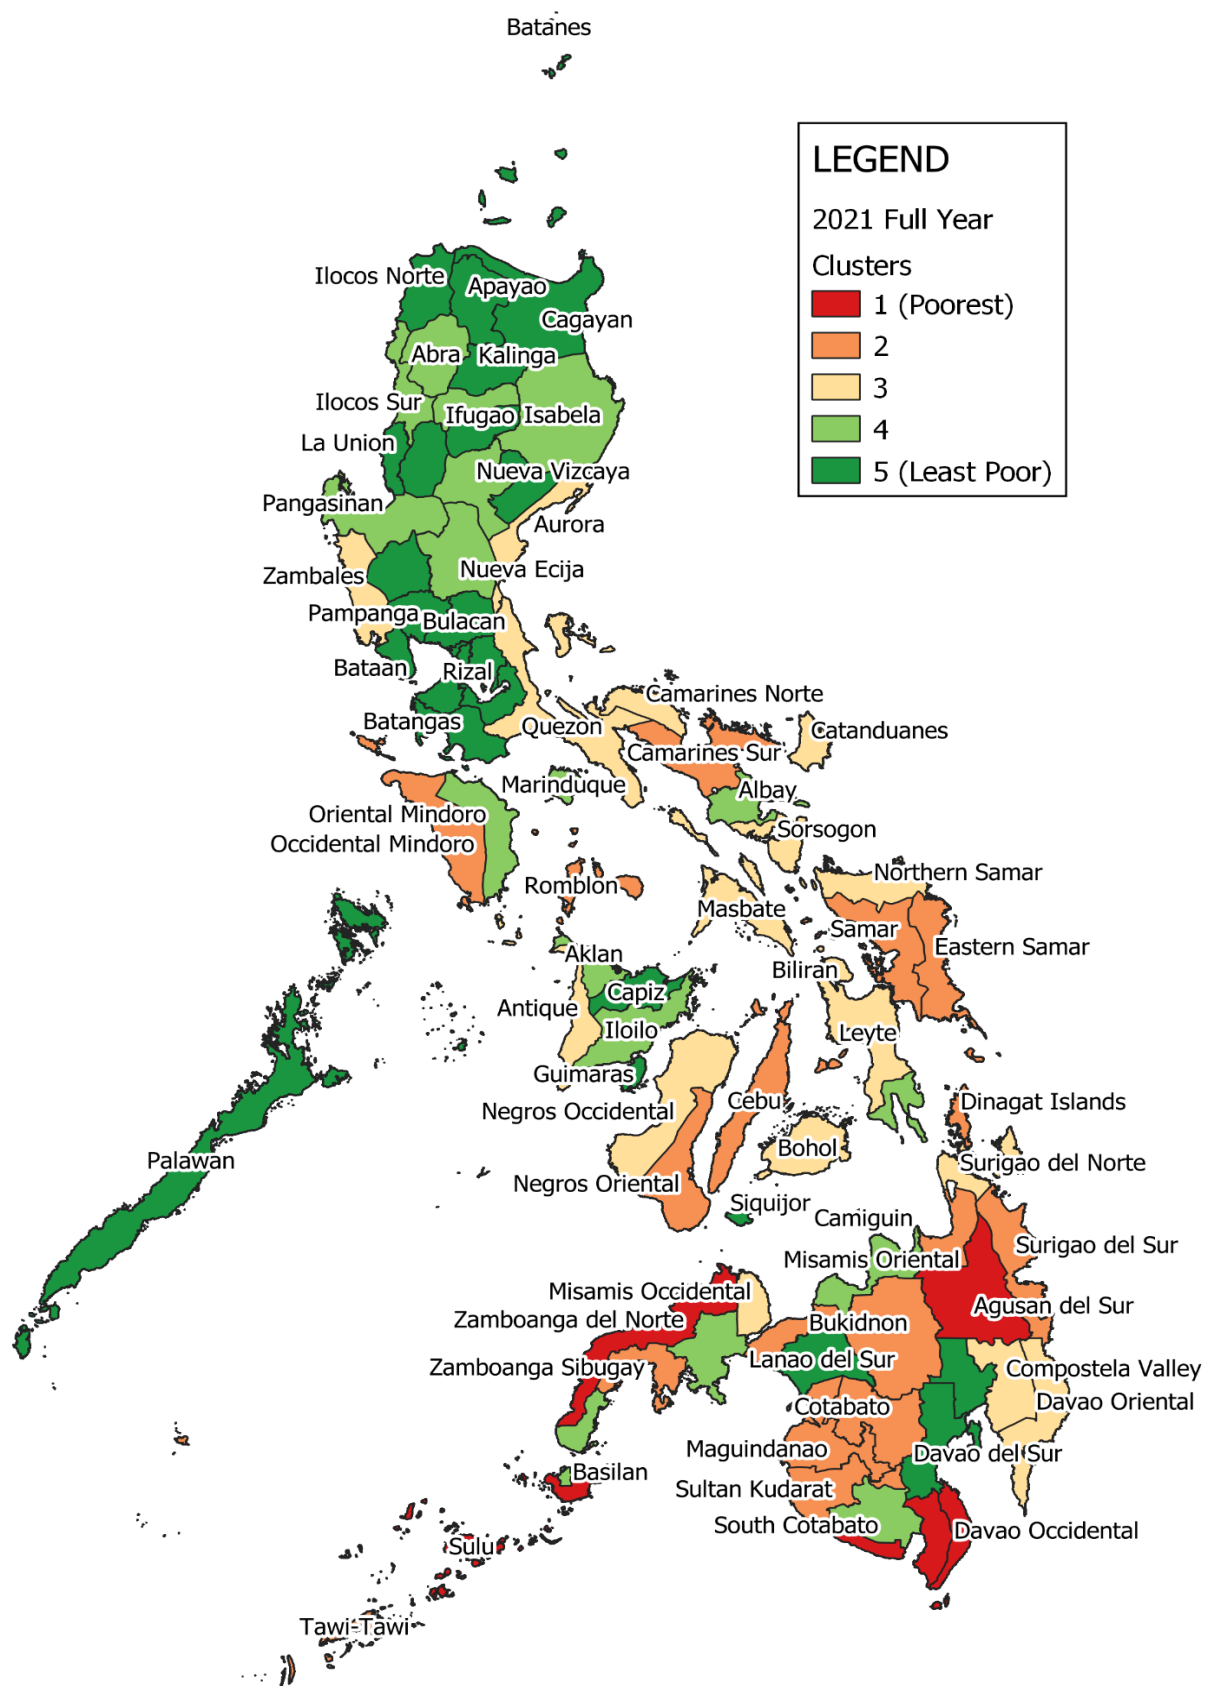 Batanes
LEGEND
2021 Full Year
Clusters
1 (Poorest)
2
3
4
5 (Least Poor)
Ilocos Norte
Apayao
Cagayan
Abra
Kalinga
Ilocos Sur
Ifugao
Isabela
La Union
Nueva Vizcaya
Pangasinan
Aurora
Zambales
Nueva Ecija
Pampanga
Bulacan
Bataan
Rizal
Batangas
Quezon
Camarines Norte
Catanduanes
Camarines Sur
Marinduque
Albay
Oriental Mindoro
Occidental Mindoro
Sorsogon
Romblon
Masbate
Northern Samar
Samar
Eastern Samar
Aklan
Biliran
Capiz
Antique
Iloilo
Leyte
Guimaras
Negros Occidental
Cebu
Dinagat Islands
Bohol
Palawan
Surigao del Norte
Negros Oriental
Siquijor
Camiguin
Surigao del Sur
Misamis Oriental
Misamis Occidental
Agusan del Sur
Zamboanga del Norte
Bukidnon
Zamboanga Sibugay
Lanao del Sur
Compostela Valley
Cotabato
Davao Oriental
Maguindanao
Davao del Sur
Basilan
Sultan Kudarat
South Cotabato
Davao Occidental
Sulu
Tawi-Tawi